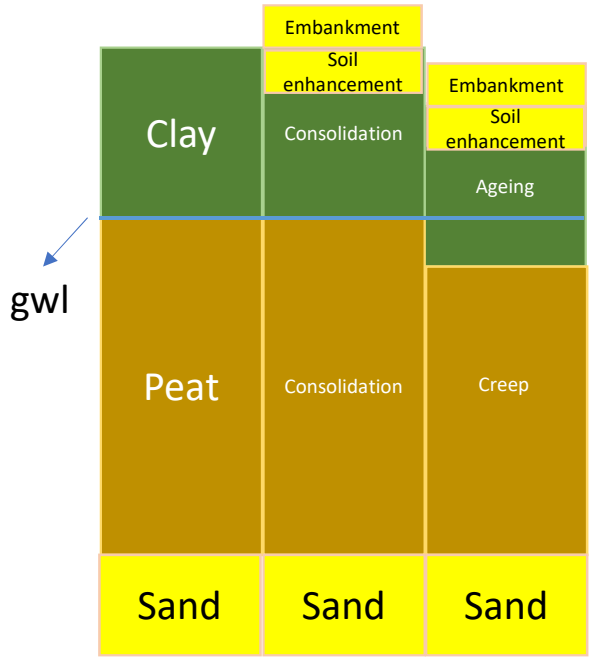 Embankment
Soil
enhancement
Embankment
Soil
enhancement
Clay
Consolidation
Ageing
gwl
Peat
Consolidation
Creep
Sand
Sand
Sand